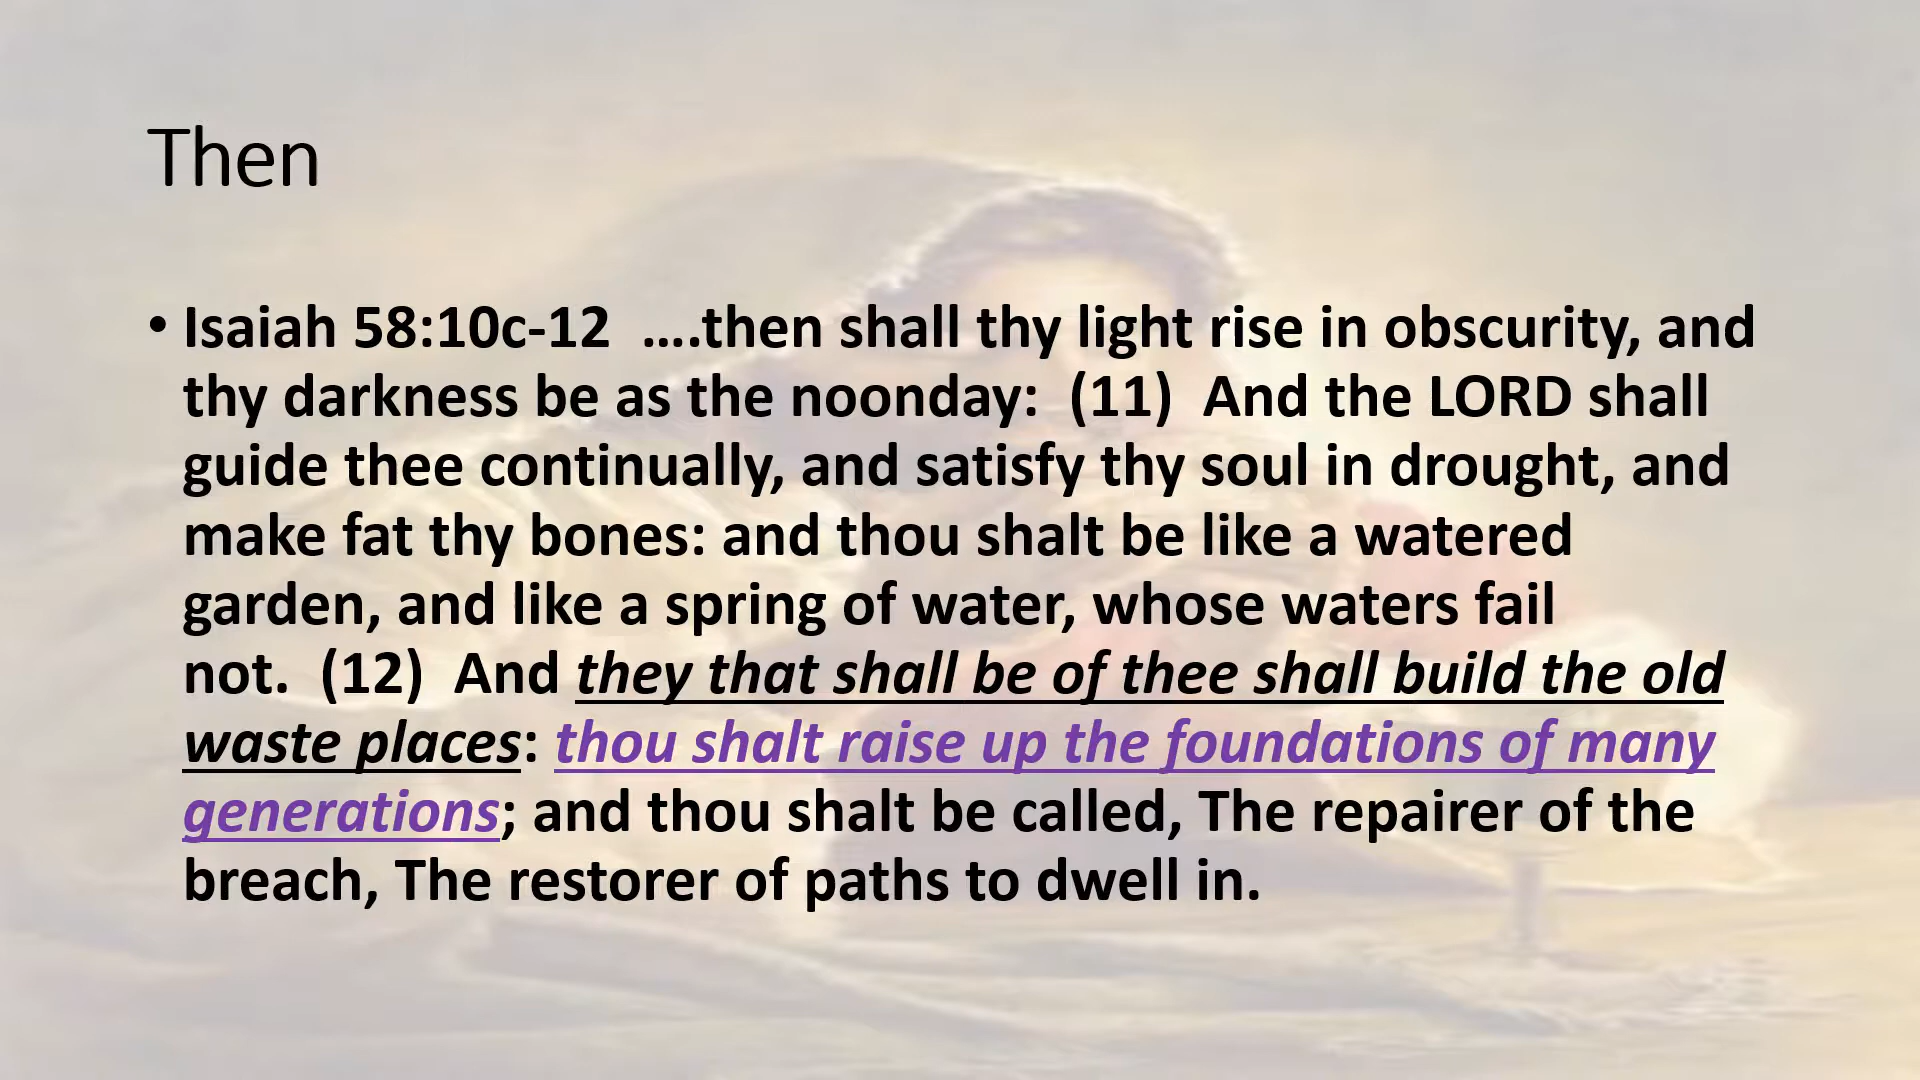 Then
• Isaiah 58:10c-12  ....then shall thy light rise in obscurity, and
thy darkness be as the noonday:  (11)  And the LORD shall
guide thee continually, and satisfy thy soul in drought, and
make fat thy bones: and thou shalt be like a watered
garden, and like a spring of water, whose waters fail
not.  (12)  And they that shall be of thee shall build the old
waste places: thou shalt raise up the foundations of many
generations; and thou shalt be called, The repairer of the
breach, The restorer of paths to dwell in.